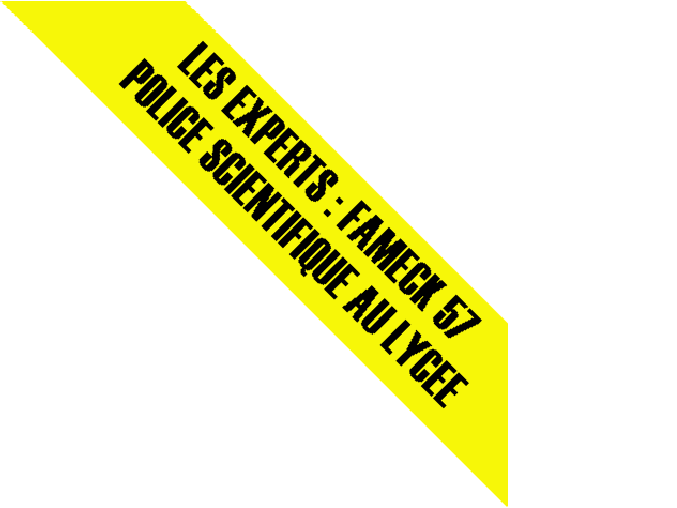 LES EXPERTS : FAMECK 57
POLICE SCIENTIFIQUE AU LYCEE